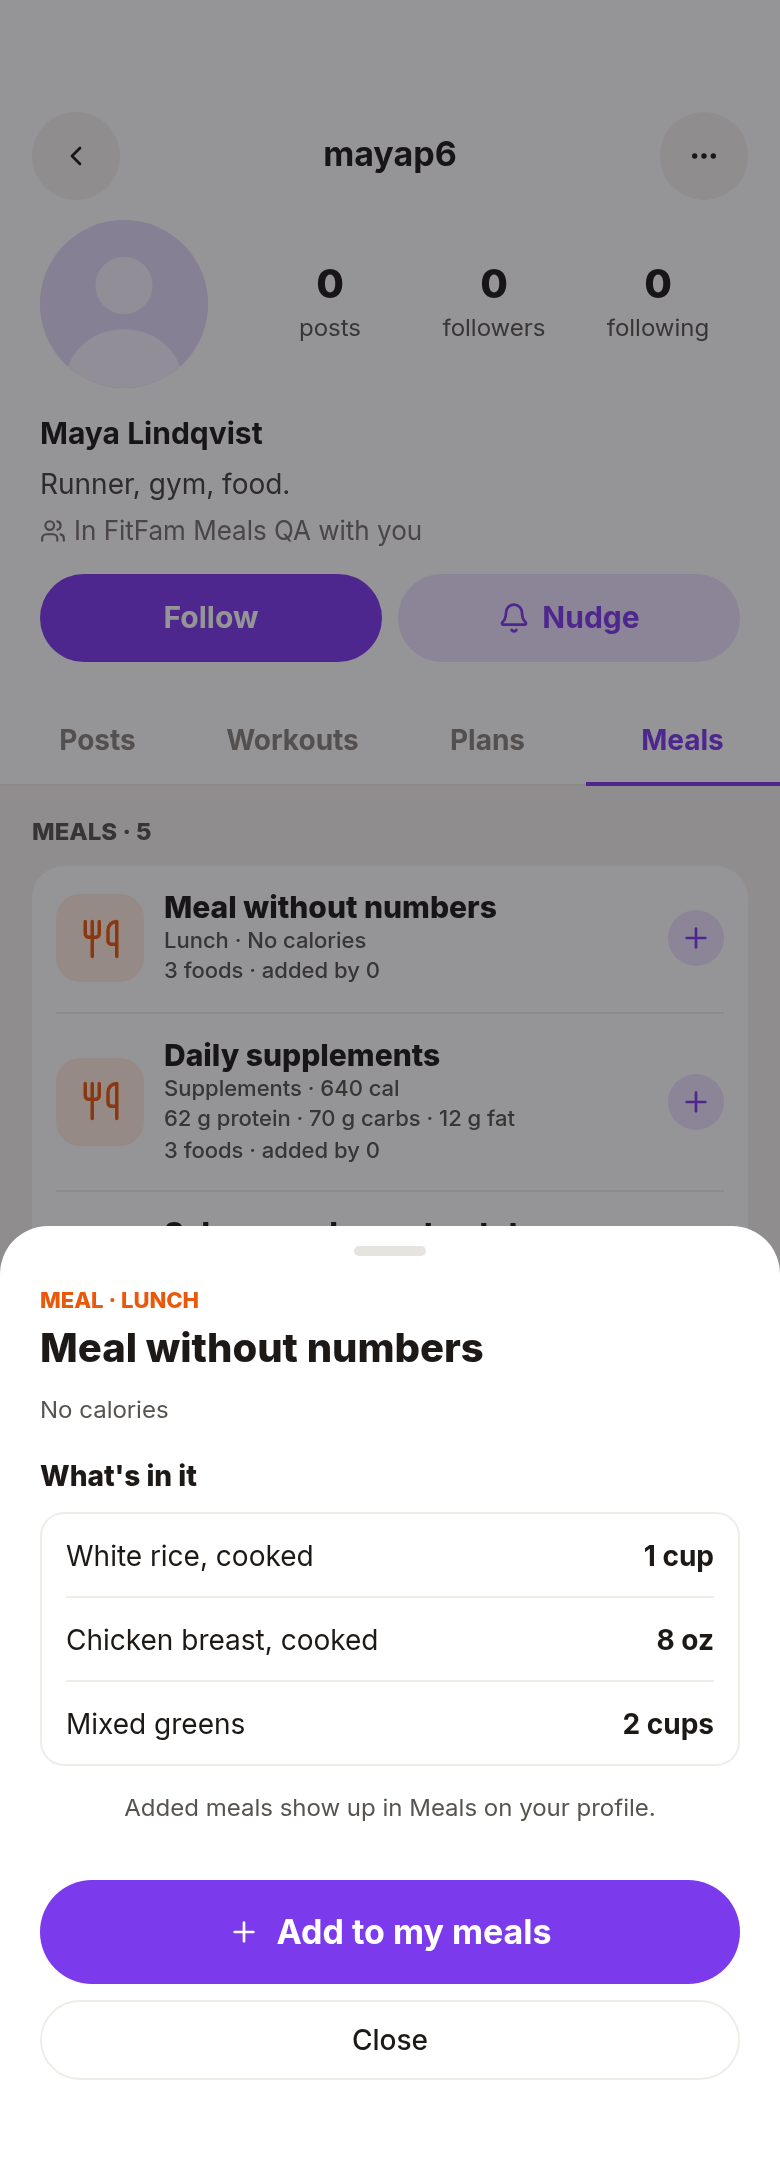 mayap6
0
0
0
posts
followers
following
Maya Lindqvist
Runner, gym, food.
In FitFam Meals QA with you
Follow
Nudge
Posts
Workouts
Plans
Meals
MEALS · 5
Meal without numbers
Lunch · No calories
3 foods · added by 0
Daily supplements
Supplements · 640 cal
62 g protein · 70 g carbs · 12 g fat
3 foods · added by 0
MEAL · LUNCH
Meal without numbers
No calories
What's in it
White rice, cooked
1 cup
Chicken breast, cooked
8 oz
Mixed greens
2 cups
Added meals show up in Meals on your profile.
Add to my meals
Close